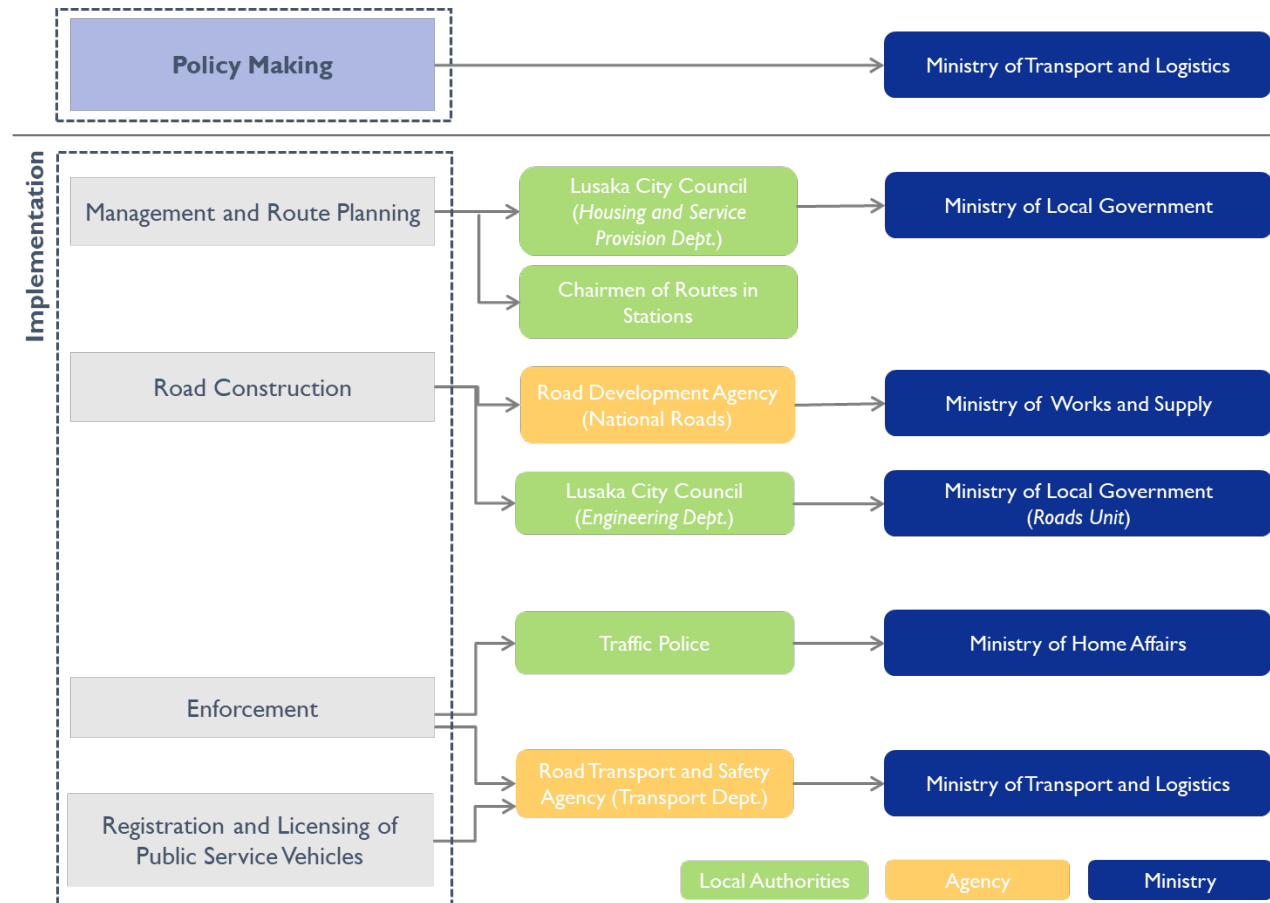 Policy Making
Ministry of Transport and Logistics
Implementation
Management and Route Planning
Lusaka City Council
(Housing and Service
Provision Dept.)
Ministry of Local Government
Chairmen of Routes in
Stations
Road Construction
Road Development Agency
(National Roads)
Ministry of Works and Supply
Lusaka City Council
(Engineering Dept.)
Ministry of Local Government
(Roads Unit)
Enforcement
Traffic Police
Ministry of Home Affairs
Road Transport and Safety
Agency (Transport Dept.)
Ministry of Transport and Logistics
Registration and Licensing of
Public Service Vehicles
Local Authorities
Agency
Ministry